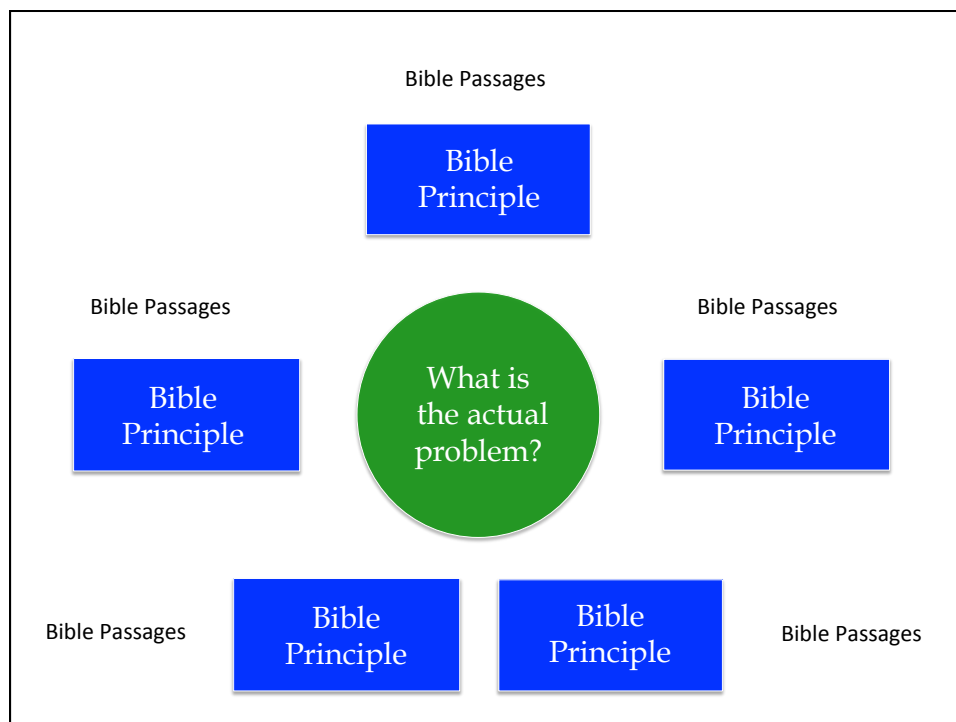 Bible Passages
Bible
Principle
Bible Passages
Bible Passages
Bible
Principle
What is
the actual
problem?
Bible
Principle
Bible Passages
Bible
Principle
Bible
Principle
Bible Passages